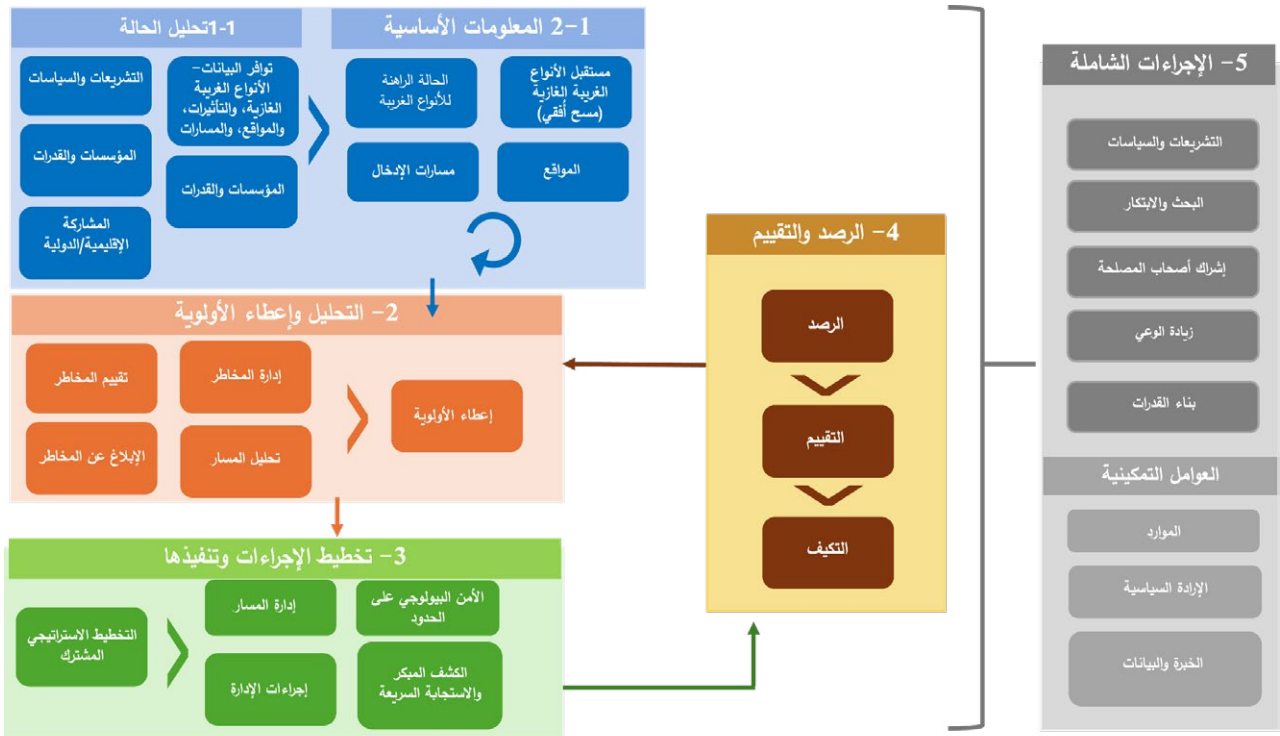 1-1تحليل الحالة
التشريعات والسياسات
توافر البيانات–
الأنواع الغريبة
الغازية، والتأثيرات،
والمواقع، والمسارات
المؤسسات والقدرات
المؤسسات والقدرات
المشاركة
الإقليمية/الدولية
2-1 المعلومات الأساسية
الحالة الراهنة
للأنواع الغريبة
مستقبل الأنواع
الغريبة الغازية
(مسح أُفقي)
مسارات الإدخال
المواقع
2- التحليل وإعطاء الأولوية
تقييم المخاطر
إدارة المخاطر
إعطاء الأولوية
الإبلاغ عن المخاطر
تحليل المسار
3- تخطيط الإجراءات وتنفيذها
التخطيط الاستراتيجي
المشترك
إدارة المسار
الأمن البيولوجي على
الحدود
إجراءات الإدارة
الكشف المبكر
والاستجابة السريعة
4- الرصد والتقييم
الرصد
التقييم
التكيف
5- الإجراءات الشاملة
التشريعات والسياسات
البحث والابتكار
إشراك أصحاب المصلحة
زيادة الوعي
بناء القدرات
العوامل التمكينية
الموارد
الإرادة السياسية
الخبرة والبيانات